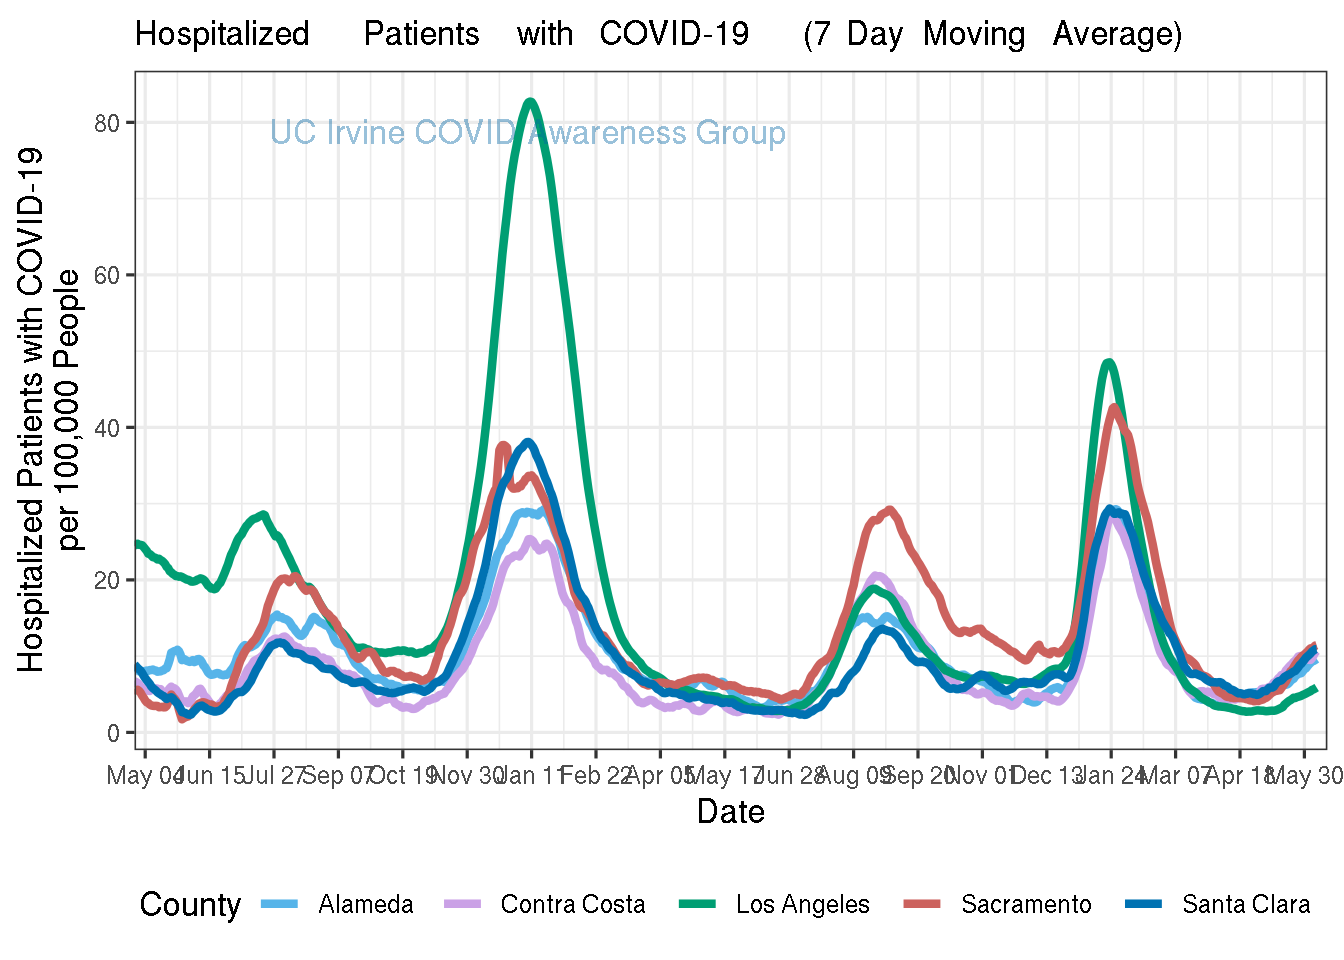 Hospitalized Patients with COVID-19 (7 Day Moving Average)
UC Irvine COVID Awareness Group
Hospitalized Patients with COVID-19
per 100,000 People
80
60
40
20
0
May 04 Jun 15 Jul 27 Sep 07 Oct 19 Nov 30 Jan 11 Feb 22 Apr 05 May 17 Jun 28 Aug 09 Sep 20 Nov 01 Dec 13 Jan 24 Mar 07 Apr 18 May 30
Date
County Alameda Contra Costa Los Angeles Sacramento Santa Clara